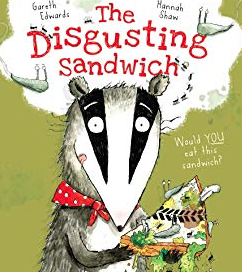 Gareth Edwards
Hannah Shaw
The
Disgusting
Sandwich
Would YOU
eat this
sandwich?